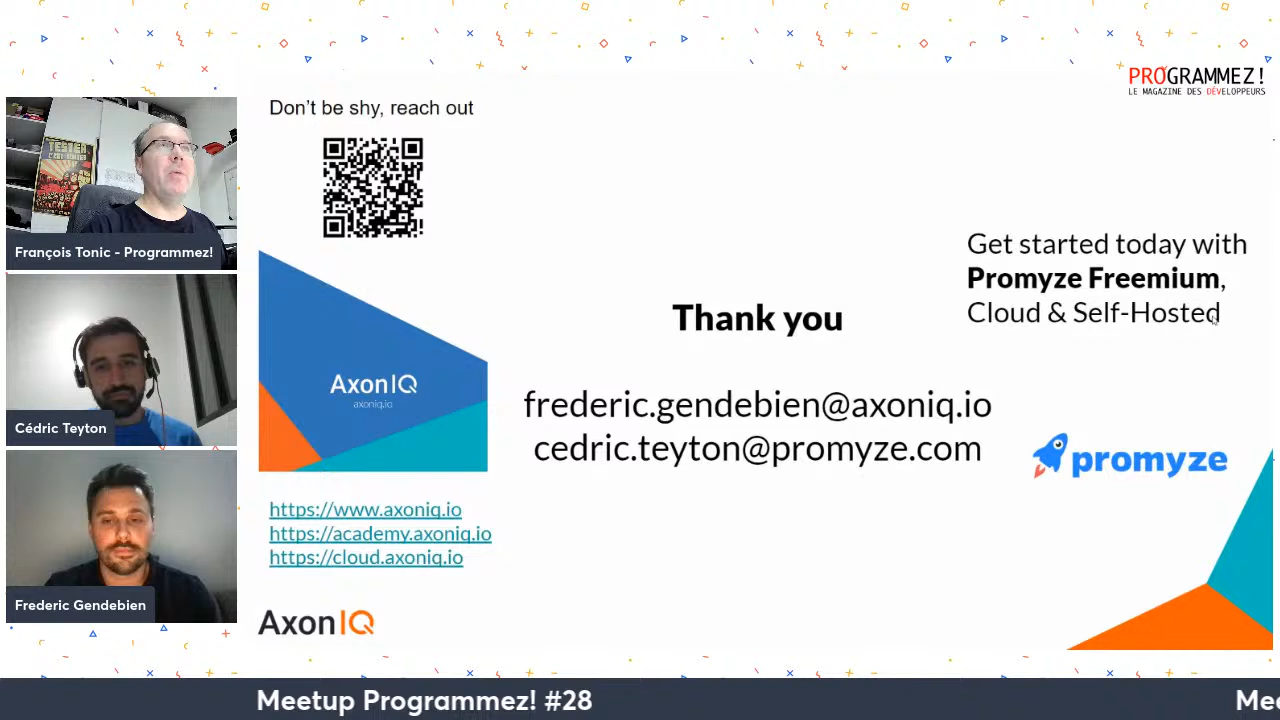 PROGRAMMEZ!
LE MAGAZINE DES DÉVELOPPEURS
TESTER
François Tonic - Programmez!
Cédric Teyton
Frederic Gendebien
Don't be shy, reach out
AxonIQ
axoniq.io
https://www.axoniq.io
https://academy.axoniq.io
https://cloud.axoniq.io
AxonIQ
Thank you
frederic.gendebien@axoniq.io
cedric.teyton@promyze.com
Get started today with
Promyze Freemium,
Cloud & Self-Hosted
promyze
Meetup Programmez! #28
Mee